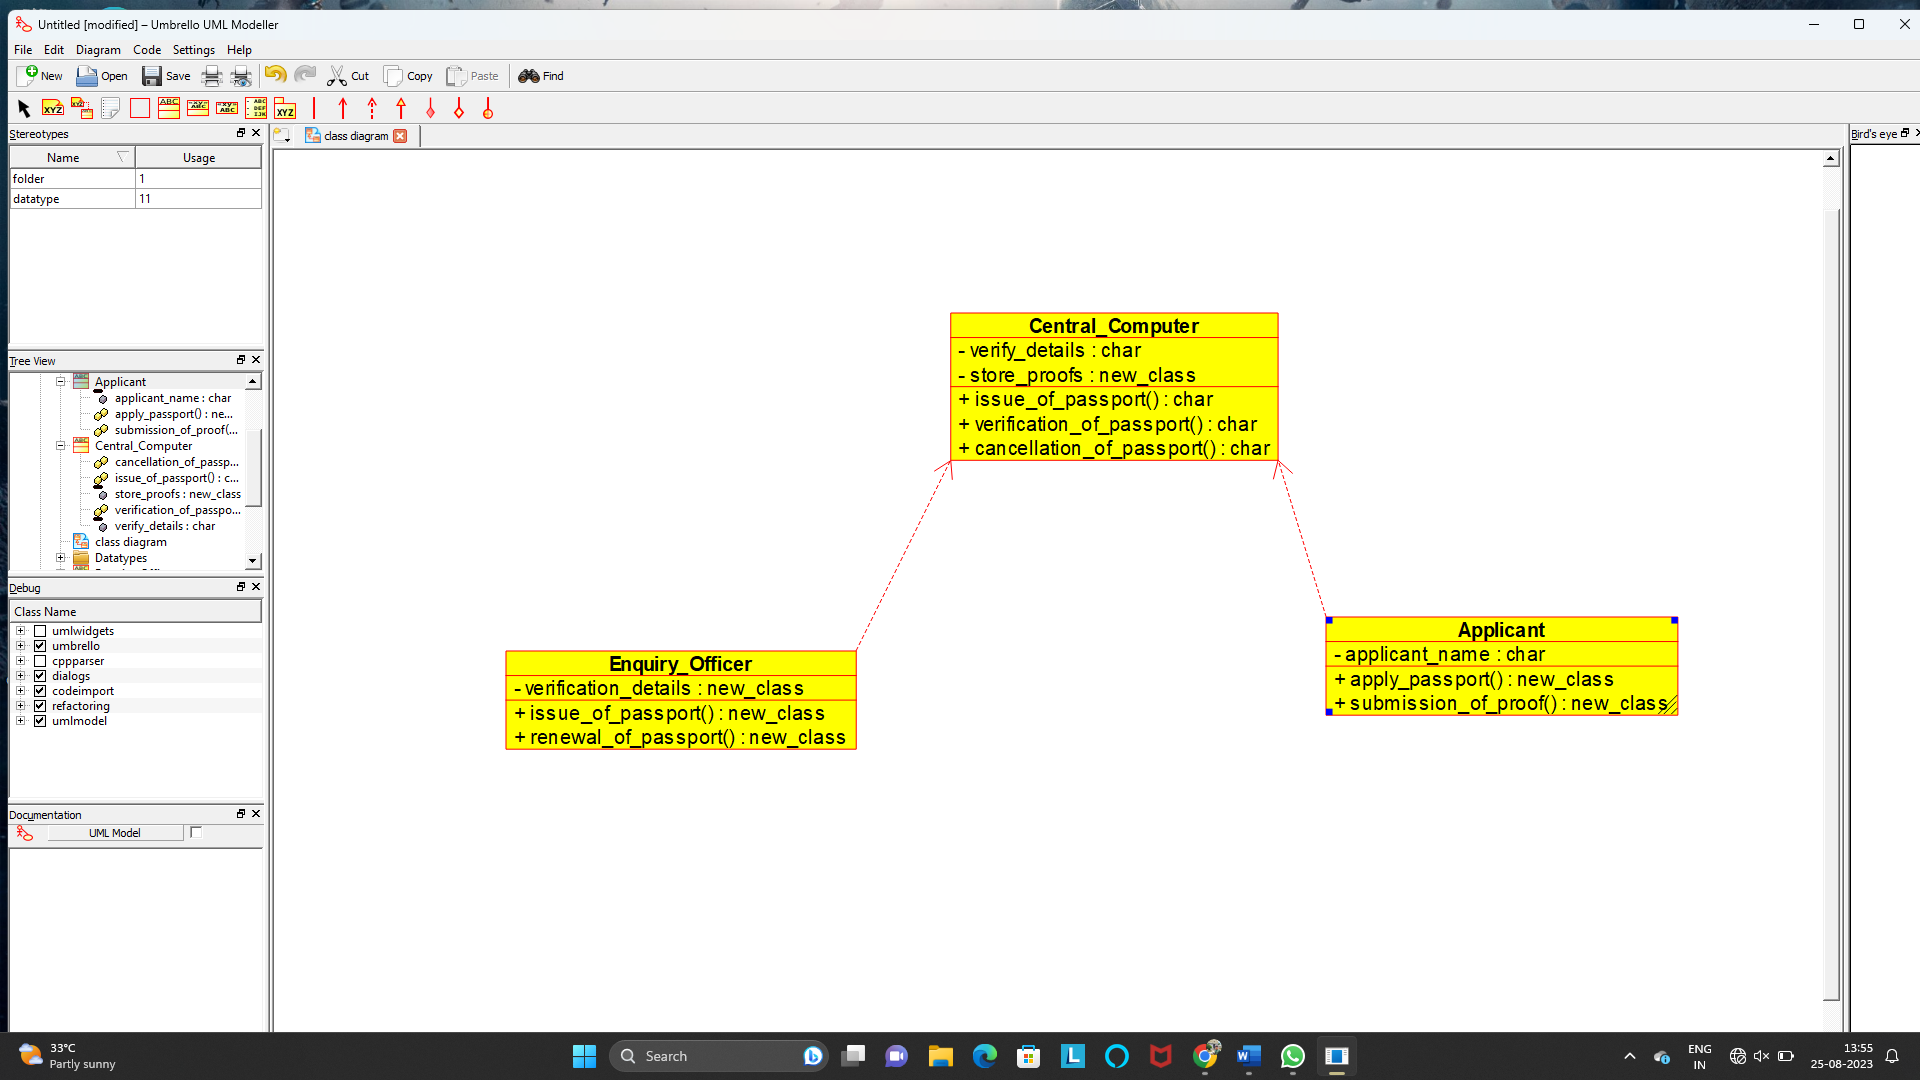 Untitled [modified] – Umbrello UML Modeller
File Edit Diagram Code Settings Help
New Open Save Cut Copy Paste Find
XYZ ABC XYZ
Stereotypes
class diagram
Bird's eye
Name Usage
folder 1
datatype 11
Tree View
Applicant
applicant_name : char
apply_passport() : ne...
submission_of_proof(...
Central_Computer
cancellation_of_passp...
issue_of_passport() : c...
store_proofs : new_class
verification_of_passpo...
verify_details : char
class diagram
Datatypes
Debug
Class Name
umlwidgets
umbrello
cppparser
dialogs
codeimport
refactoring
umlmodel
Documentation
UML Model
Central_Computer
- verify_details : char
- store_proofs : new_class
+ issue_of_passport() : char
+ verification_of_passport() : char
+ cancellation_of_passport() : char
Enquiry_Officer
- verification_details : new_class
+ issue_of_passport() : new_class
+ renewal_of_passport() : new_class
Applicant
- applicant_name : char
+ apply_passport() : new_class
+ submission_of_proof() : new_class
33°C
Partly sunny
Search
ENG
IN
13:55
25-08-2023